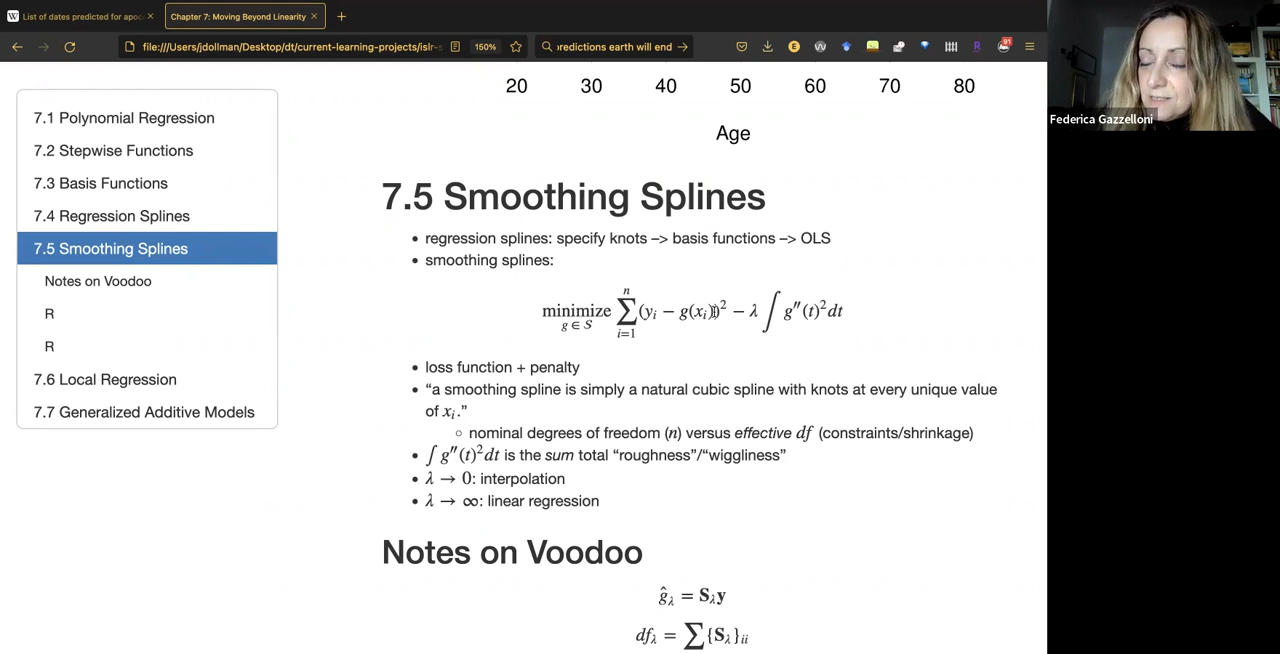 List of dates predicted for apoc
Chapter 7: Moving Beyond Linearity
file:///Users/jdollman/Desktop/dt/current-learning-projects/islr-s
150%
predictions earth will end
E
R
91
Federica Gazzelloni
7.1 Polynomial Regression
7.2 Stepwise Functions
7.3 Basis Functions
7.4 Regression Splines
7.5 Smoothing Splines
Notes on Voodoo
R
R
7.6 Local Regression
7.7 Generalized Additive Models
20 30 40 50 60 70 80
Age
7.5 Smoothing Splines
• regression splines: specify knots –> basis functions –> OLS
• smoothing splines:
minimize_{g ∈ S} ∑_{i=1}^{n} (y_i − g(x_i))² − λ ∫ g″(t)² dt
• loss function + penalty
• “a smoothing spline is simply a natural cubic spline with knots at every unique value
of x_i.”
◦ nominal degrees of freedom (n) versus effective df (constraints/shrinkage)
• ∫ g″(t)² dt is the sum total “roughness”/“wiggliness”
• λ → 0: interpolation
• λ → ∞: linear regression
Notes on Voodoo
ĝ_λ = S_λ y
df_λ = ∑ {S_λ}_{ii}